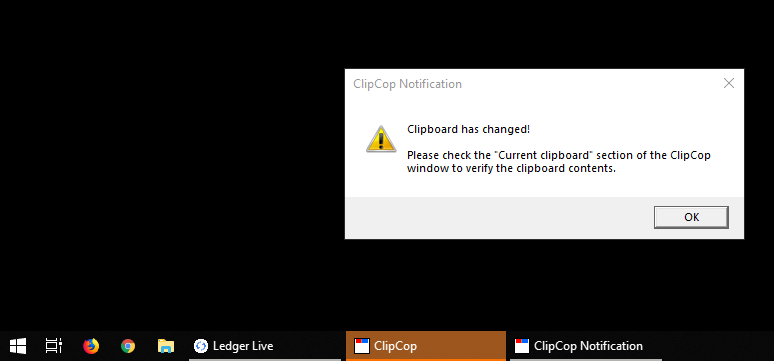 ClipCop Notification
Clipboard has changed!
Please check the "Current clipboard" section of the ClipCop
window to verify the clipboard contents.
OK
Ledger Live
ClipCop
ClipCop Notification